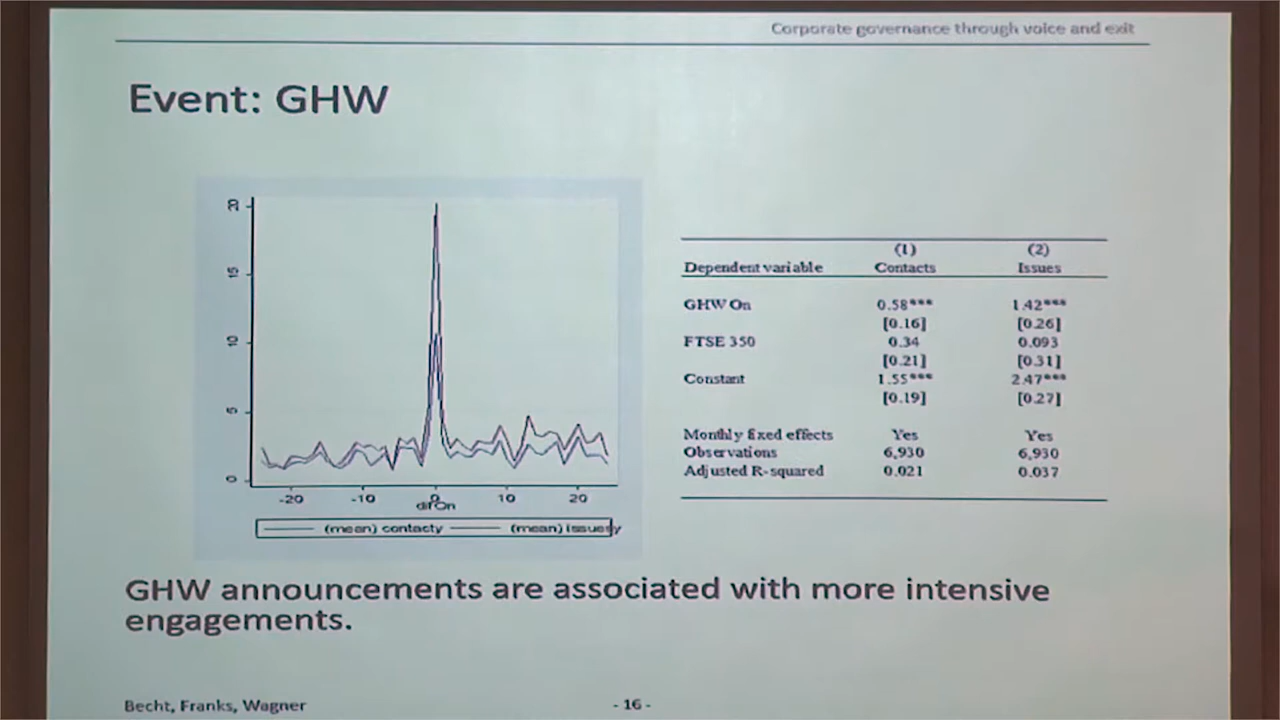 Corporate governance through voice and exit
Event: GHW
20
15
10
5
0
-20 -10 0 10 20
difOn
(mean) contacty (mean) issuesy
(1) (2)
Dependent variable Contacts Issues
GHW On 0.58*** 1.42***
[0.16] [0.26]
FTSE 350 0.34 0.093
[0.21] [0.31]
Constant 1.55*** 2.47***
[0.19] [0.27]
Monthly fixed effects Yes Yes
Observations 6,930 6,930
Adjusted R-squared 0.021 0.037
GHW announcements are associated with more intensive
engagements.
Becht, Franks, Wagner - 16 -